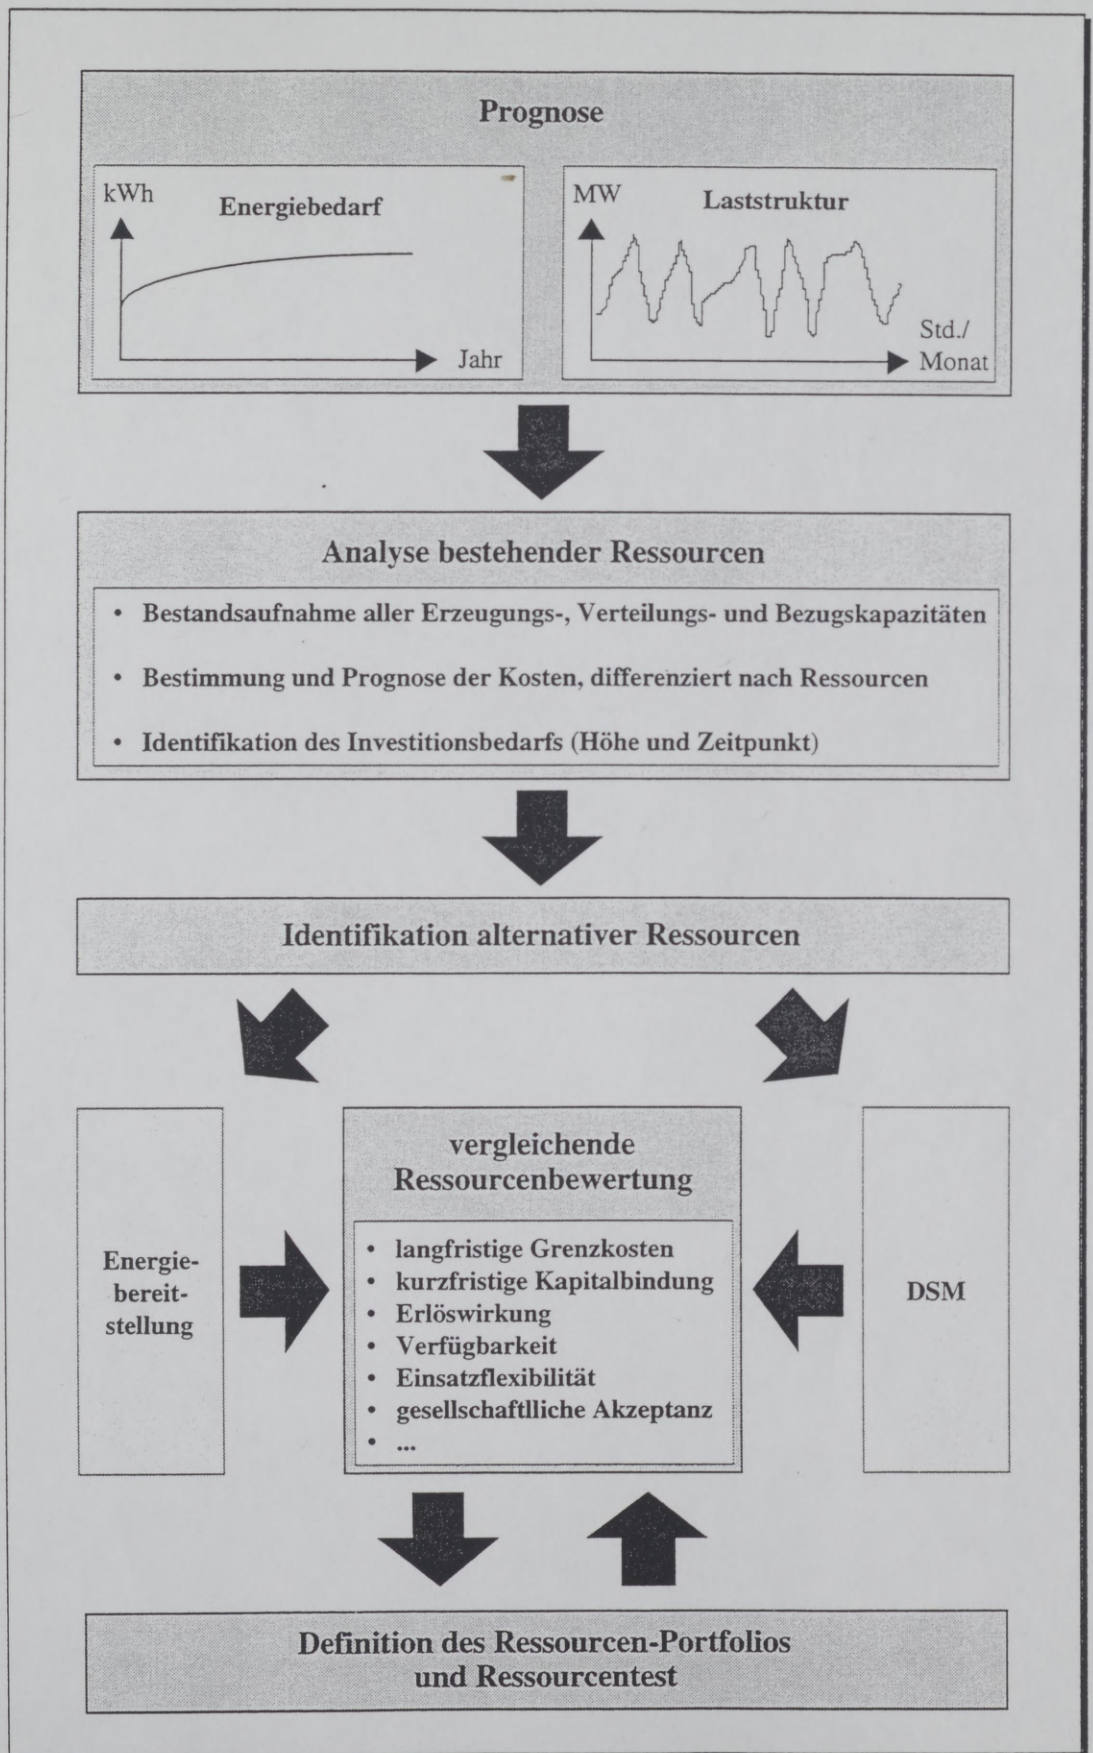 Prognose
kWh
Energiebedarf
Jahr
MW
Laststruktur
Std./
Monat
Analyse bestehender Ressourcen
• Bestandsaufnahme aller Erzeugungs-, Verteilungs- und Bezugskapazitäten
• Bestimmung und Prognose der Kosten, differenziert nach Ressourcen
• Identifikation des Investitionsbedarfs (Höhe und Zeitpunkt)
Identifikation alternativer Ressourcen
Energie-
bereit-
stellung
vergleichende
Ressourcenbewertung
• langfristige Grenzkosten
• kurzfristige Kapitalbindung
• Erlöswirkung
• Verfügbarkeit
• Einsatzflexibilität
• gesellschaftlliche Akzeptanz
• ...
DSM
Definition des Ressourcen-Portfolios
und Ressourcentest